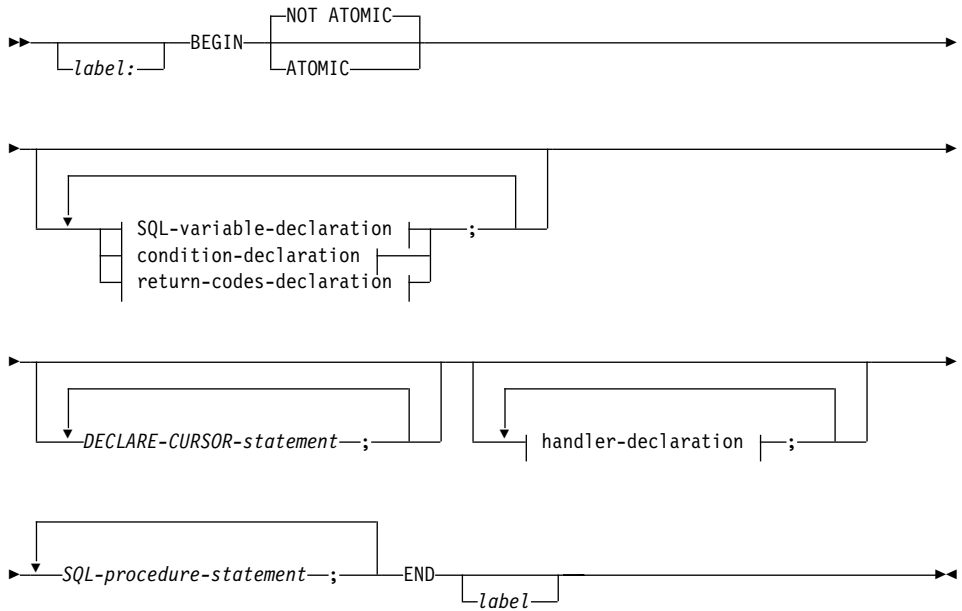 NOT ATOMIC
label: BEGIN
ATOMIC
SQL-variable-declaration ;
condition-declaration
return-codes-declaration
DECLARE-CURSOR-statement ; handler-declaration ;
SQL-procedure-statement ; END
label